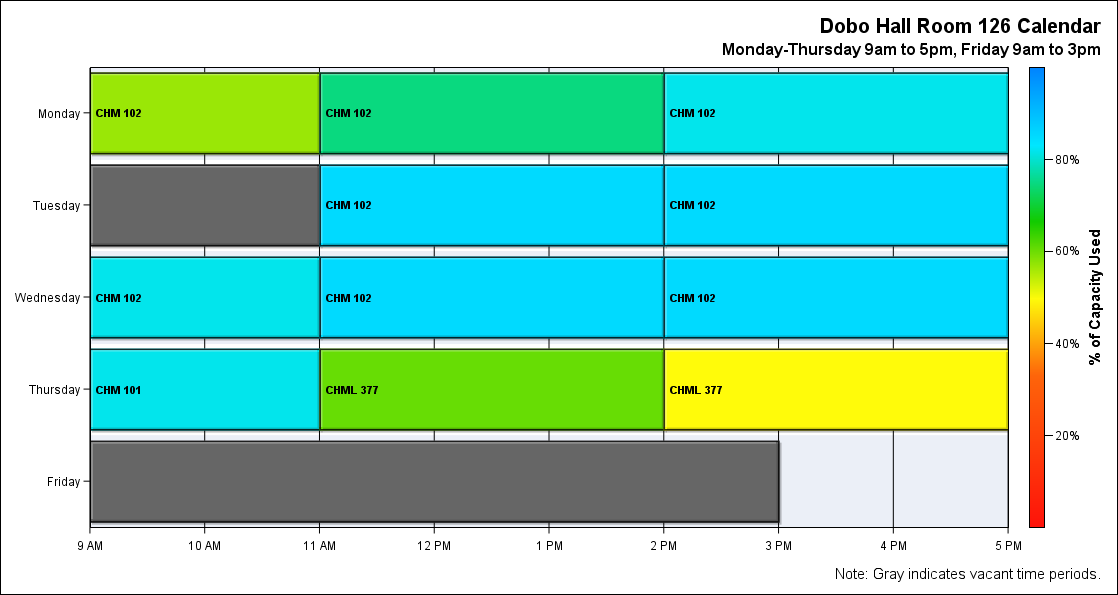 Dobo Hall Room 126 Calendar
Monday-Thursday 9am to 5pm, Friday 9am to 3pm
Monday
CHM 102
CHM 102
CHM 102
Tuesday
CHM 102
CHM 102
Wednesday
CHM 102
CHM 102
CHM 102
Thursday
CHM 101
CHML 377
CHML 377
Friday
9 AM
10 AM
11 AM
12 PM
1 PM
2 PM
3 PM
4 PM
5 PM
80%
60%
40%
20%
% of Capacity Used
Note: Gray indicates vacant time periods.